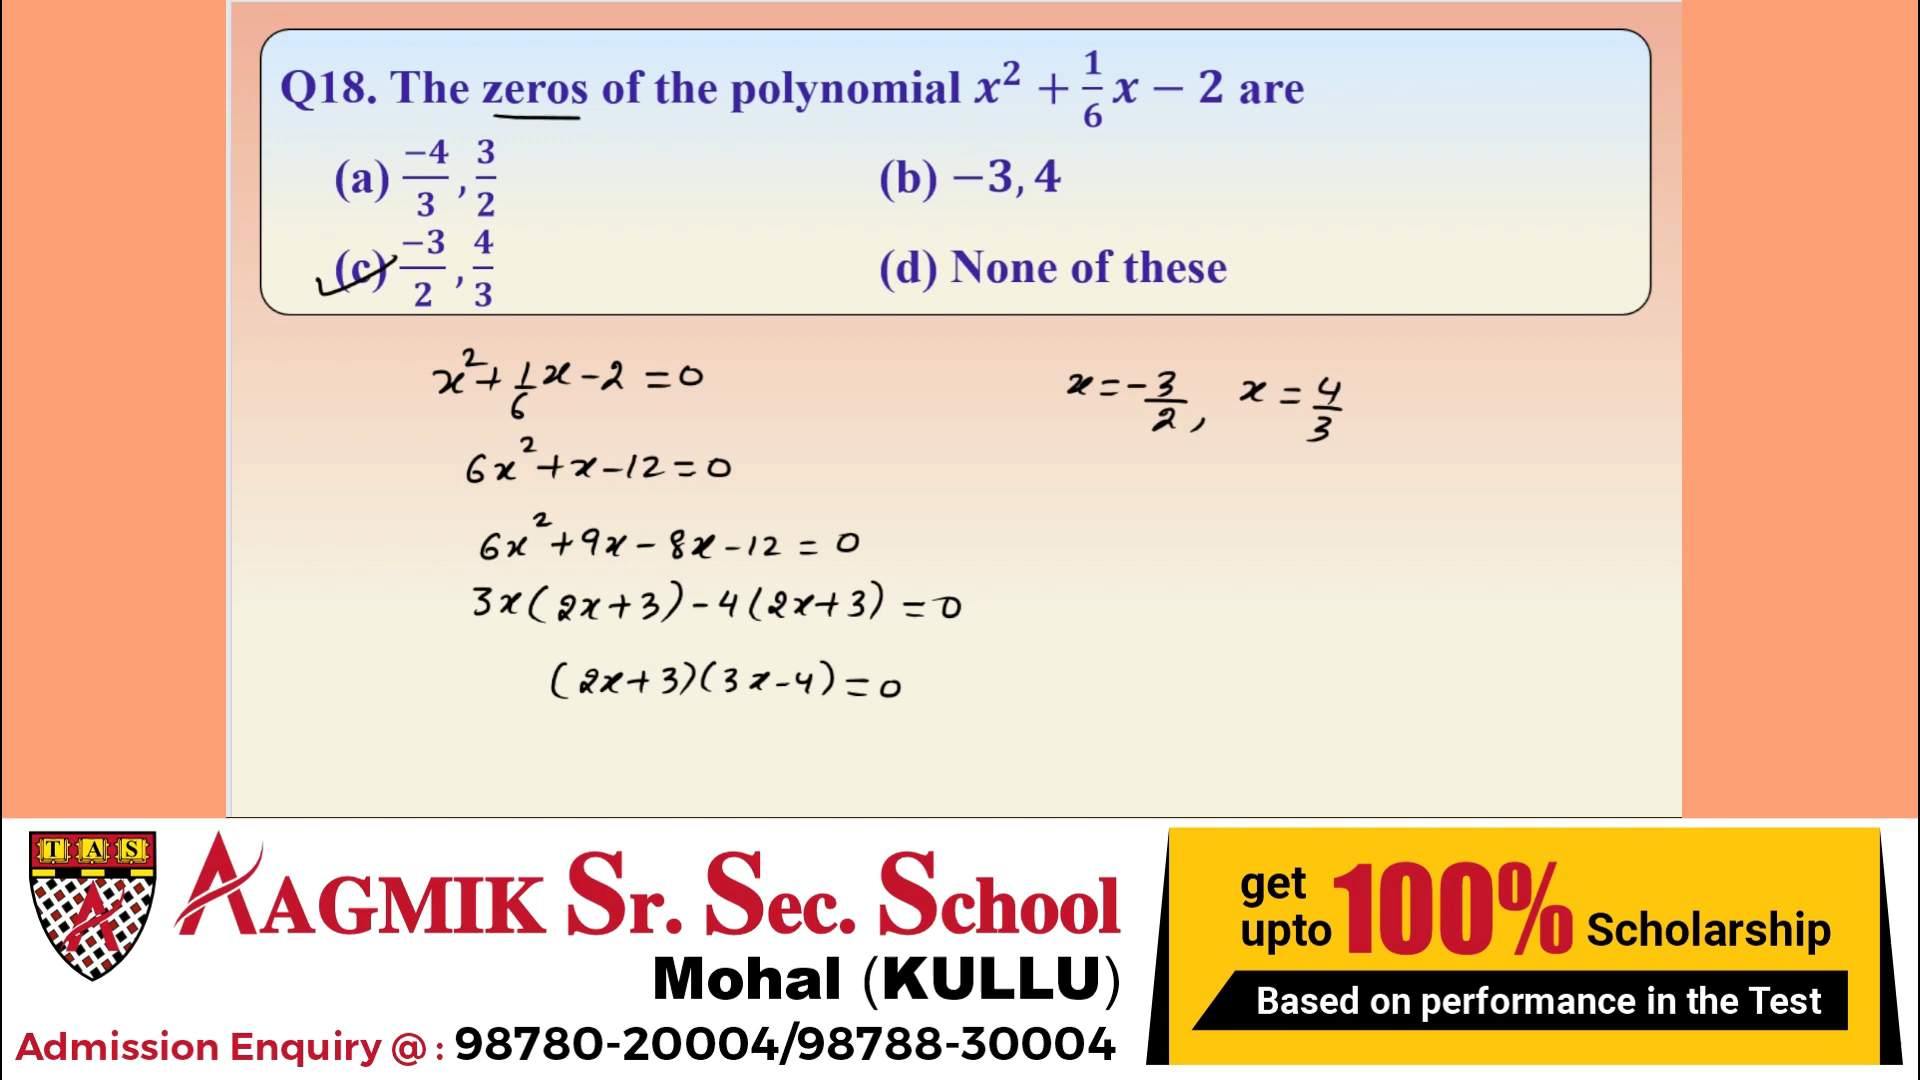 Q18. The zeros of the polynomial x² + 1/6 x − 2 are
(a) −4/3, 3/2 (b) −3, 4
(c) −3/2, 4/3 (d) None of these
x² + 1/6 x − 2 = 0
6x² + x − 12 = 0
6x² + 9x − 8x − 12 = 0
3x(2x + 3) − 4(2x + 3) = 0
(2x + 3)(3x − 4) = 0
x = −3/2, x = 4/3
TAS
AAGMIK Sr. Sec. School
Mohal (KULLU)
Admission Enquiry @ : 98780-20004/98788-30004
get upto 100% Scholarship
Based on performance in the Test